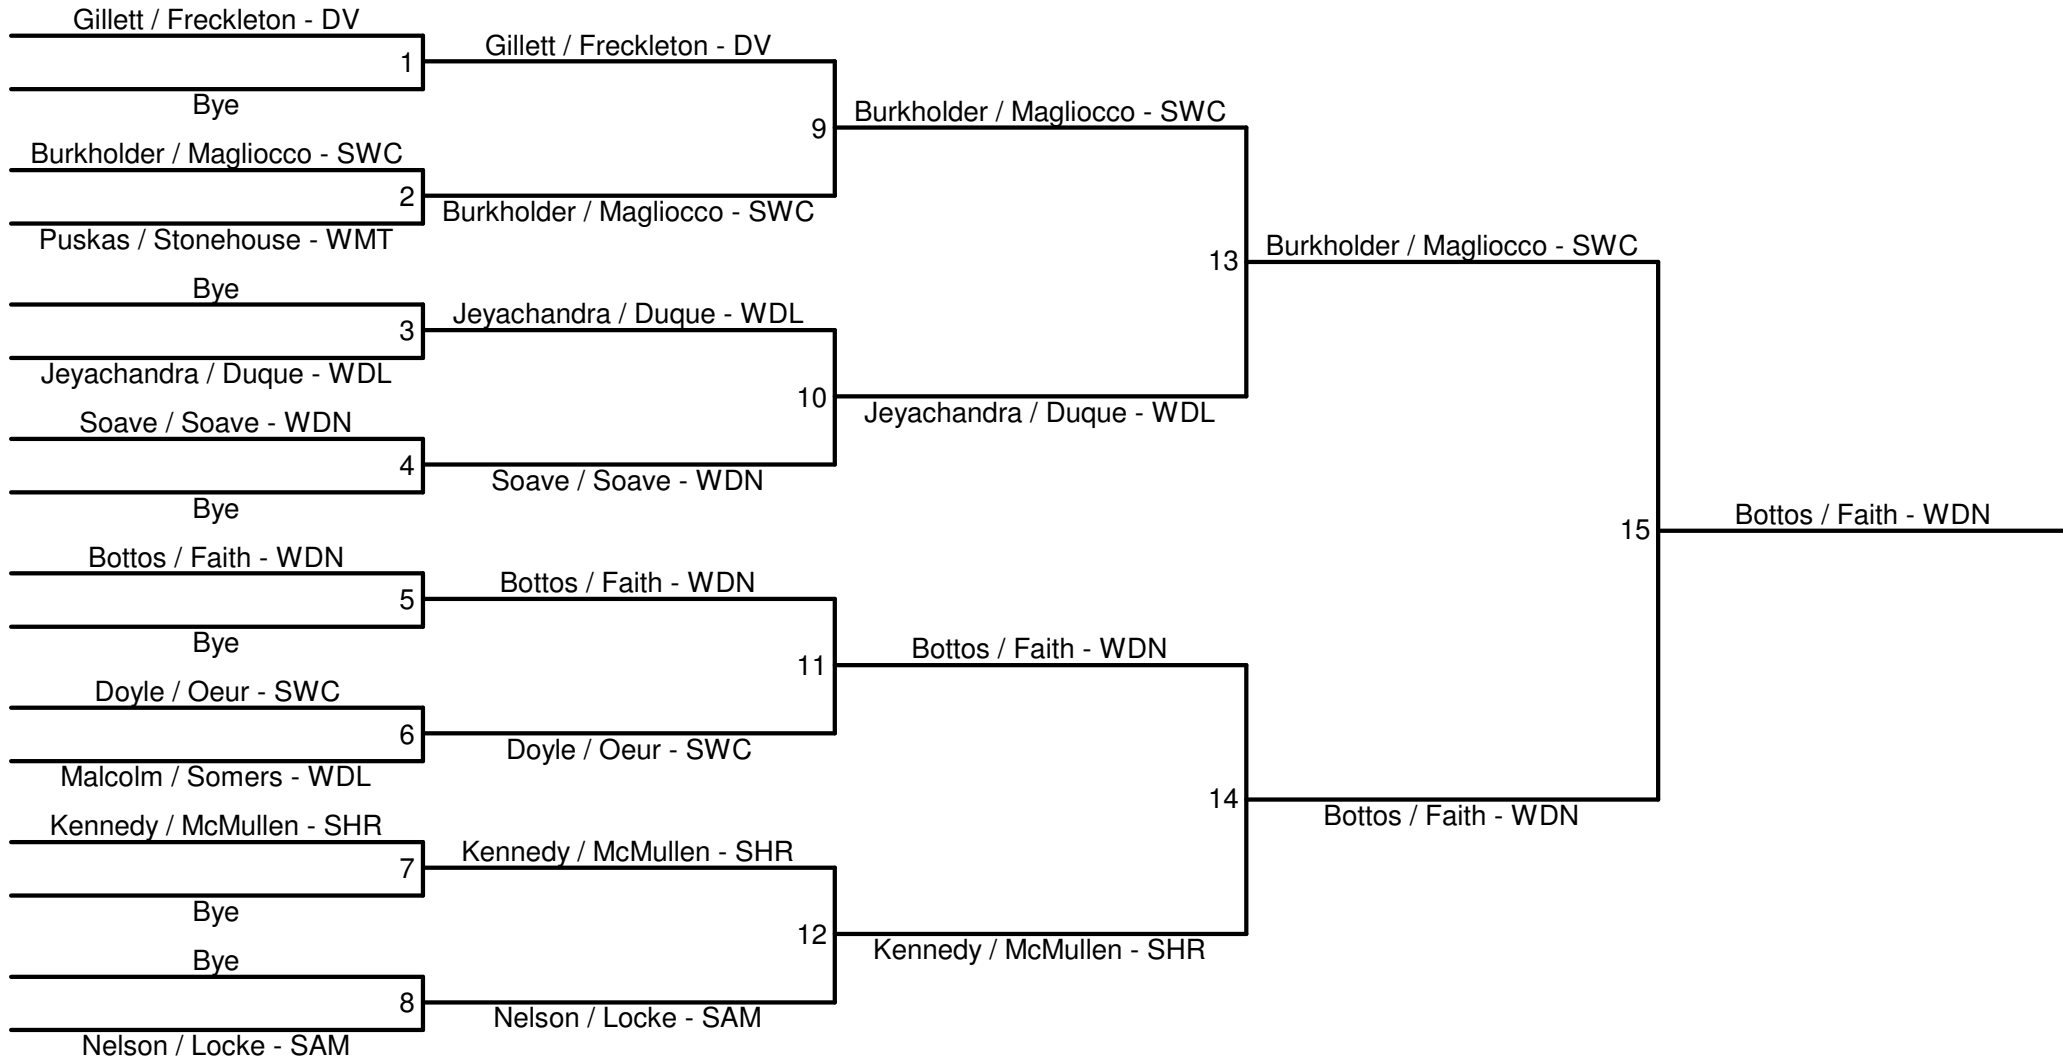 Gillett / Freckleton - DV
1
Bye
Burkholder / Magliocco - SWC
2
Puskas / Stonehouse - WMT
Bye
3
Jeyachandra / Duque - WDL
Soave / Soave - WDN
4
Bye
Bottos / Faith - WDN
5
Bye
Doyle / Oeur - SWC
6
Malcolm / Somers - WDL
Kennedy / McMullen - SHR
7
Bye
Bye
8
Nelson / Locke - SAM
Gillett / Freckleton - DV
9
Burkholder / Magliocco - SWC
Jeyachandra / Duque - WDL
10
Soave / Soave - WDN
Bottos / Faith - WDN
11
Doyle / Oeur - SWC
Kennedy / McMullen - SHR
12
Nelson / Locke - SAM
Burkholder / Magliocco - SWC
13
Jeyachandra / Duque - WDL
Bottos / Faith - WDN
14
Kennedy / McMullen - SHR
Burkholder / Magliocco - SWC
15
Bottos / Faith - WDN
Bottos / Faith - WDN